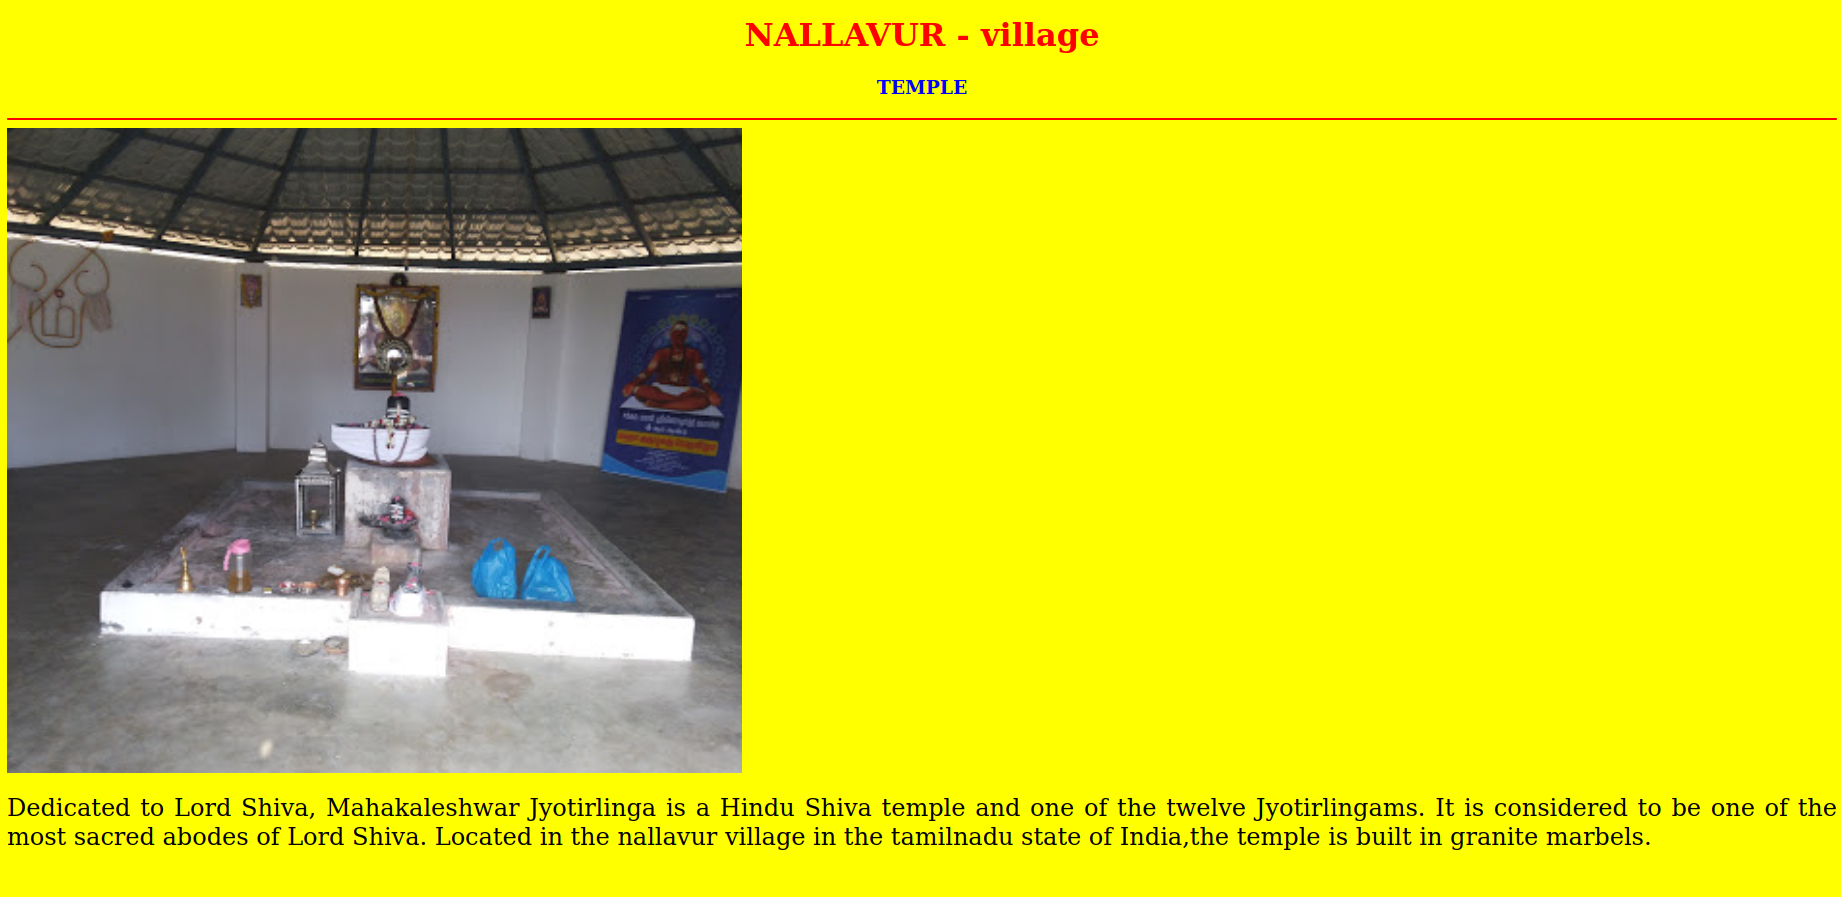 NALLAVUR - village
TEMPLE
Dedicated to Lord Shiva, Mahakaleshwar Jyotirlinga is a Hindu Shiva temple and one of the twelve Jyotirlingams. It is considered to be one of the
most sacred abodes of Lord Shiva. Located in the nallavur village in the tamilnadu state of India,the temple is built in granite marbels.